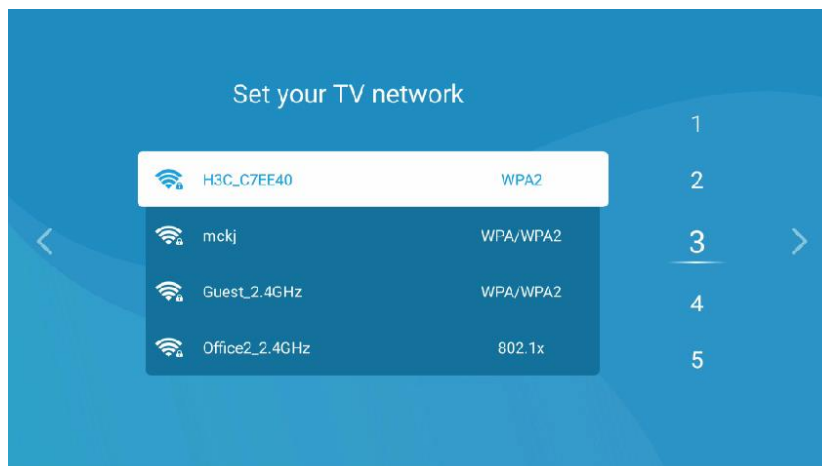 Set your TV network
H3C_C7EE40 WPA2
mckj WPA/WPA2
Guest_2.4GHz WPA/WPA2
Office2_2.4GHz 802.1x
1
2
3
4
5